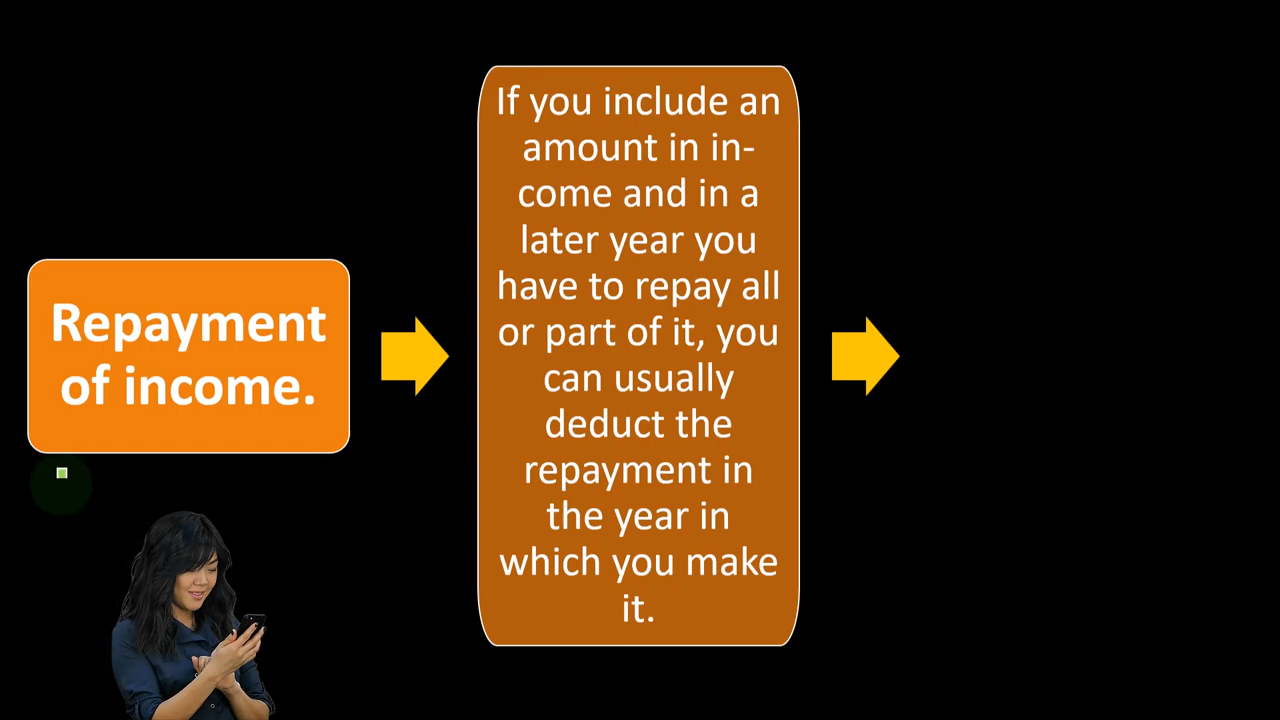 Repayment
of income.
If you include an
amount in in-
come and in a
later year you
have to repay all
or part of it, you
can usually
deduct the
repayment in
the year in
which you make
it.